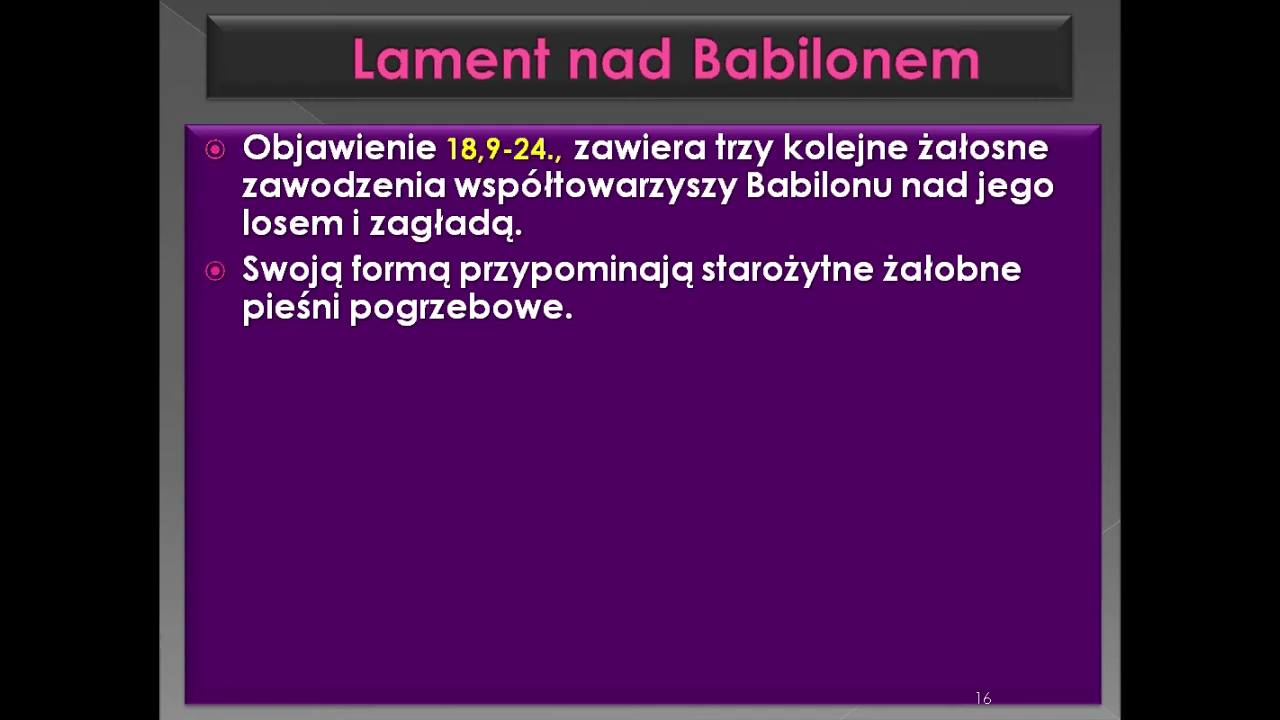 Lament nad Babilonem
Objawienie 18,9-24., zawiera trzy kolejne żałosne
zawodzenia współtowarzyszy Babilonu nad jego
losem i zagładą.
Swoją formą przypominają starożytne żałobne
pieśni pogrzebowe.
16